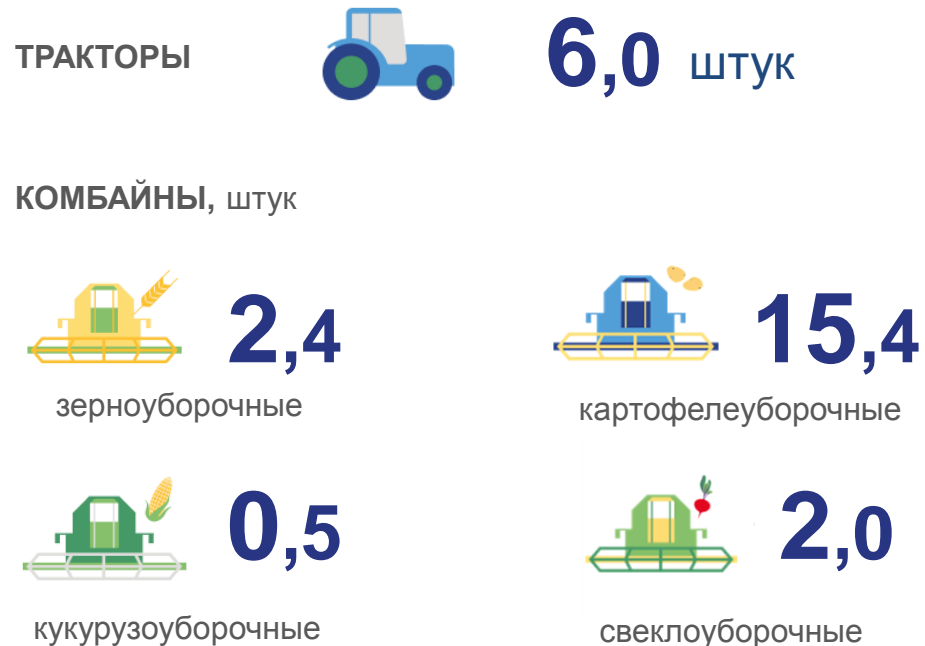 ТРАКТОРЫ 6,0 штук
КОМБАЙНЫ, штук
2,4 15,4
зерноуборочные картофелеуборочные
0,5 2,0
кукурузоуборочные свеклоуборочные